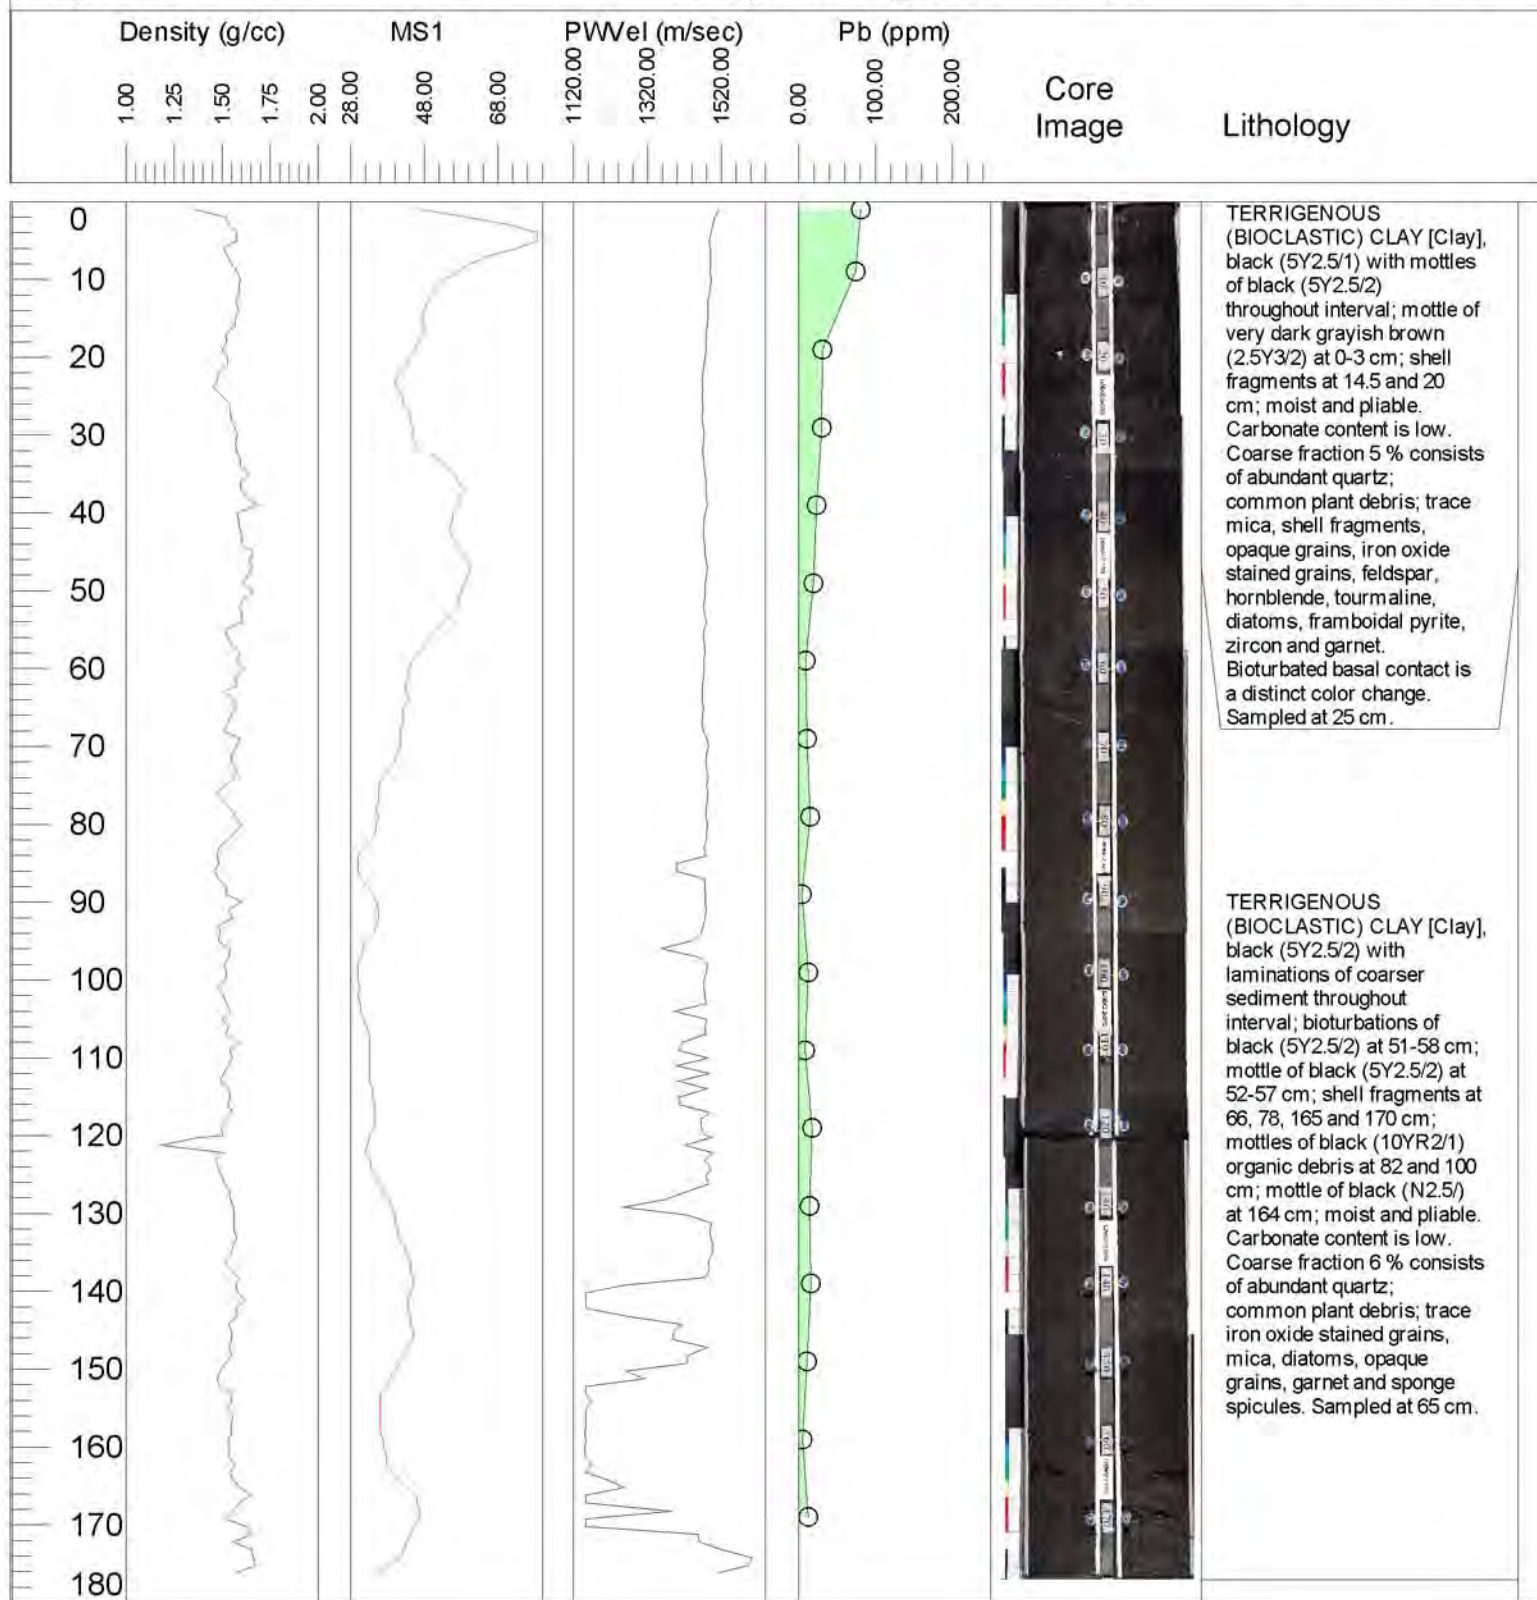 Density (g/cc) MS1 PWVel (m/sec) Pb (ppm)
1.00 1.25 1.50 1.75 2.00 28.00 48.00 68.00 1120.00 1320.00 1520.00 0.00 100.00 200.00
Core
Image
Lithology
0
10
20
30
40
50
60
70
80
90
100
110
120
130
140
150
160
170
180
TERRIGENOUS
(BIOCLASTIC) CLAY [Clay],
black (5Y2.5/1) with mottles
of black (5Y2.5/2)
throughout interval; mottle of
very dark grayish brown
(2.5Y3/2) at 0-3 cm; shell
fragments at 14.5 and 20
cm; moist and pliable.
Carbonate content is low.
Coarse fraction 5 % consists
of abundant quartz;
common plant debris; trace
mica, shell fragments,
opaque grains, iron oxide
stained grains, feldspar,
hornblende, tourmaline,
diatoms, framboidal pyrite,
zircon and garnet.
Bioturbated basal contact is
a distinct color change.
Sampled at 25 cm.
TERRIGENOUS
(BIOCLASTIC) CLAY [Clay],
black (5Y2.5/2) with
laminations of coarser
sediment throughout
interval; bioturbations of
black (5Y2.5/2) at 51-58 cm;
mottle of black (5Y2.5/2) at
52-57 cm; shell fragments at
66, 78, 165 and 170 cm;
mottles of black (10YR2/1)
organic debris at 82 and 100
cm; mottle of black (N2.5/)
at 164 cm; moist and pliable.
Carbonate content is low.
Coarse fraction 6 % consists
of abundant quartz;
common plant debris; trace
iron oxide stained grains,
mica, diatoms, opaque
grains, garnet and sponge
spicules. Sampled at 65 cm.